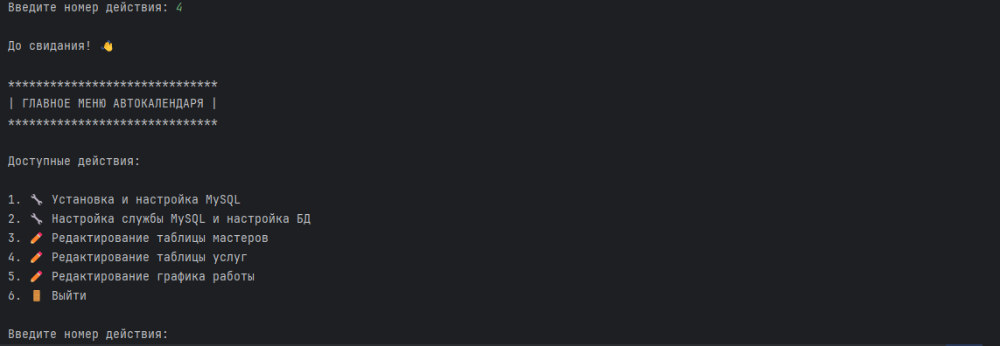 Введите номер действия: 4
До свидания! 👋
******************************
| ГЛАВНОЕ МЕНЮ АВТОКАЛЕНДАРЯ |
******************************
Доступные действия:
1. 🔧 Установка и настройка MySQL
2. 🔧 Настройка службы MySQL и настройка БД
3. ✏️ Редактирование таблицы мастеров
4. ✏️ Редактирование таблицы услуг
5. ✏️ Редактирование графика работы
6. 🚪 Выйти
Введите номер действия: